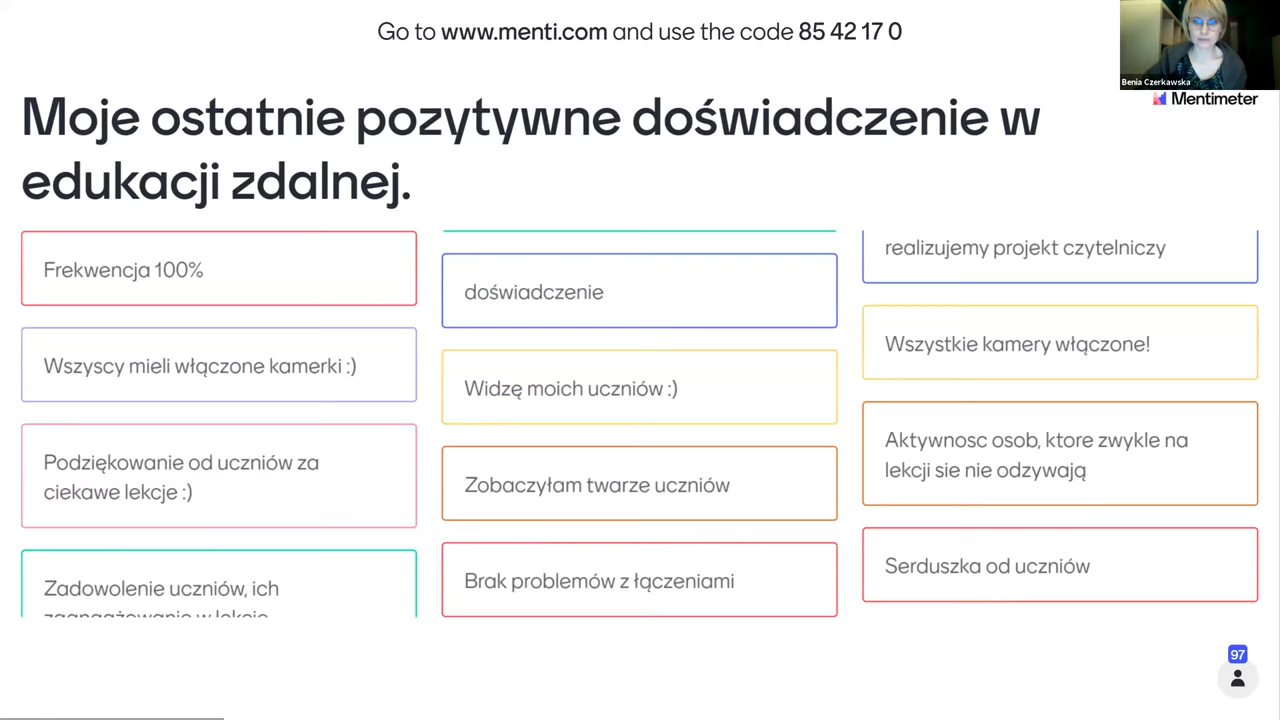 Go to www.menti.com and use the code 85 42 17 0
Benia Czerkawska
Mentimeter
Moje ostatnie pozytywne doświadczenie w
edukacji zdalnej.
Frekwencja 100%
Wszyscy mieli włączone kamerki :)
Podziękowanie od uczniów za
ciekawe lekcje :)
Zadowolenie uczniów, ich
zaangażowanie w lekcje
doświadczenie
Widzę moich uczniów :)
Zobaczyłam twarze uczniów
Brak problemów z łączeniami
realizujemy projekt czytelniczy
Wszystkie kamery włączone!
Aktywnosc osob, ktore zwykle na
lekcji sie nie odzywają
Serduszka od uczniów
97